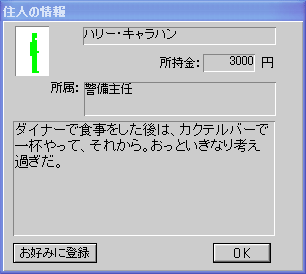 住人の情報
ハリー・キャラハン
所持金: 3000 円
所属: 警備主任
ダイナーで食事をした後は、カクテルバーで
一杯やって、それから。おっといきなり考え
過ぎだ。
お好みに登録 OK